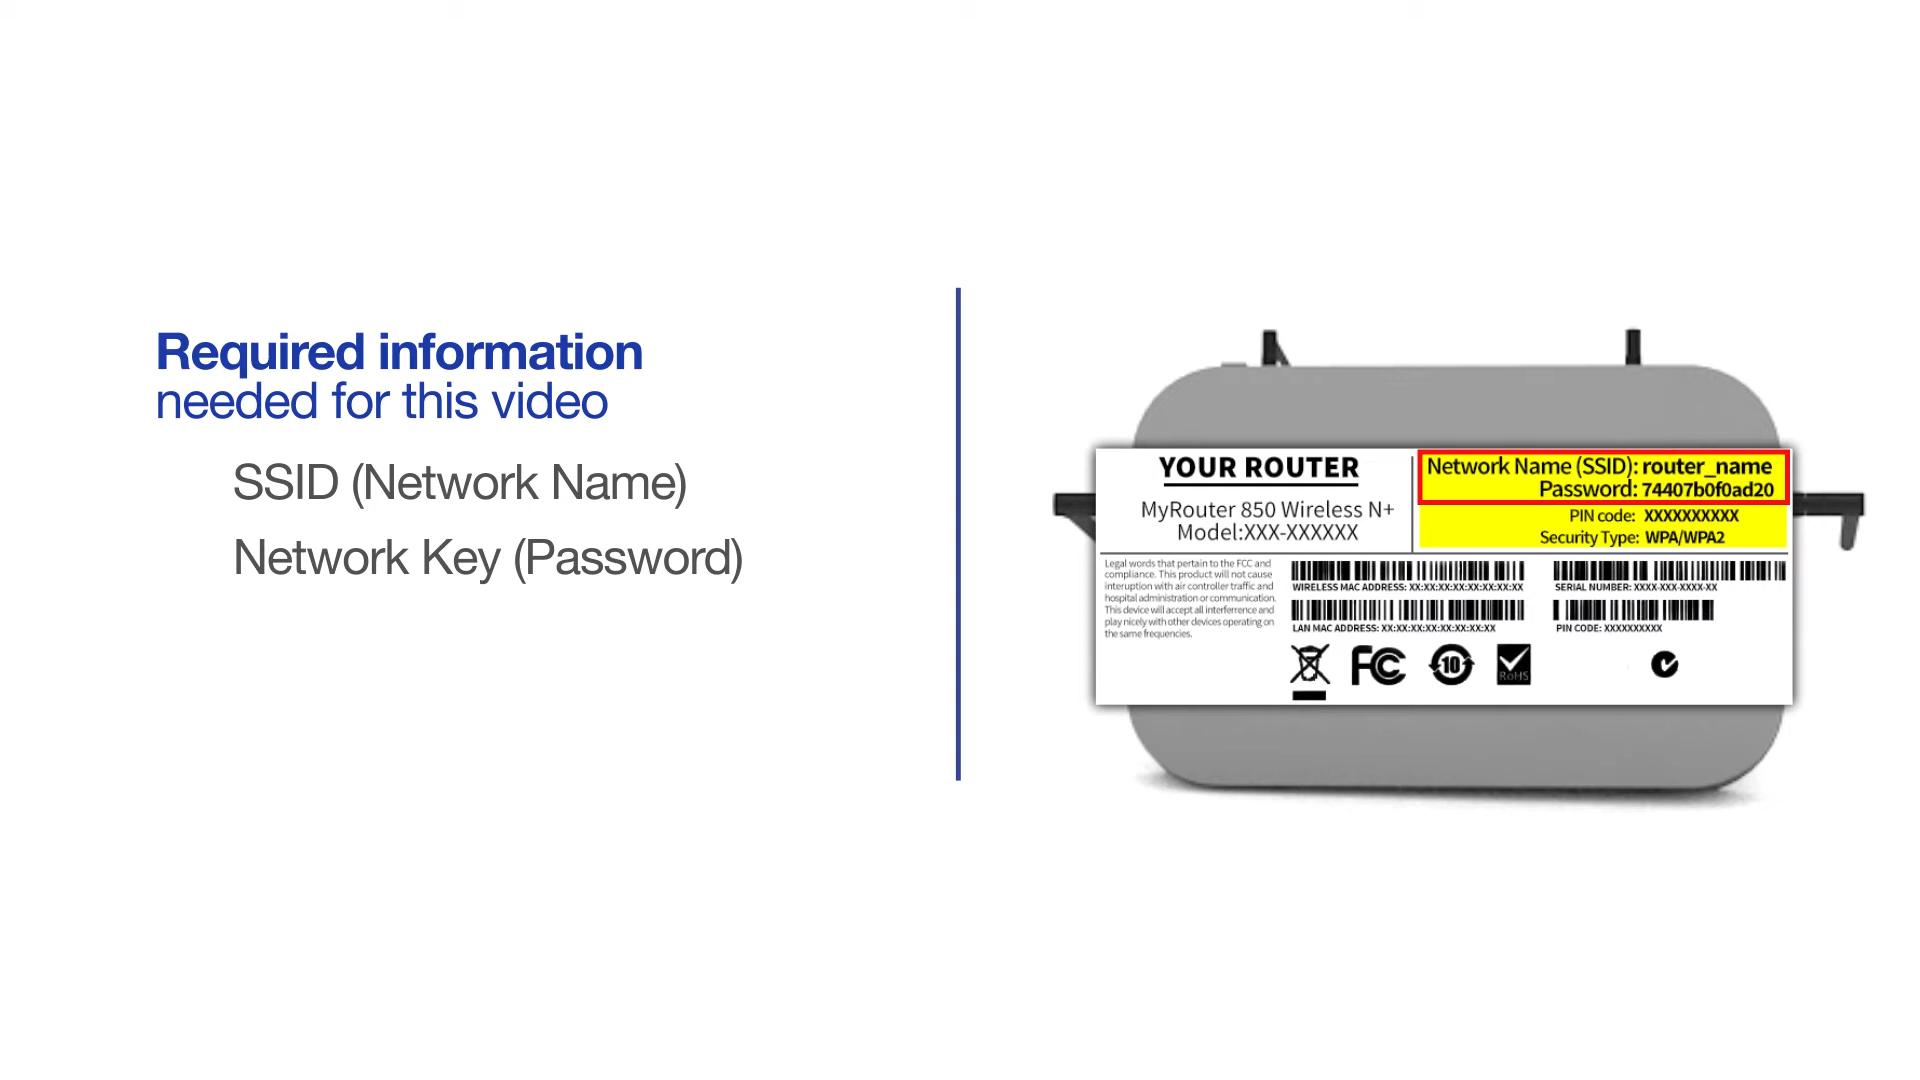 Required information
needed for this video
SSID (Network Name)
Network Key (Password)
YOUR ROUTER
MyRouter 850 Wireless N+
Model:XXX-XXXXXX
Network Name (SSID): router_name
Password: 74407b0f0ad20
PIN code: XXXXXXXXXX
Security Type: WPA/WPA2
Legal words that pertain to the FCC and
compliance. This product will not cause
interuption with air controller traffic and
hospital administration or communication.
This device will accept all interferrence and
play nicely with other devices operating on
the same frequencies.
WIRELESS MAC ADDRESS: XX:XX:XX:XX:XX:XX:XX:XX
LAN MAC ADDRESS: XX:XX:XX:XX:XX:XX:XX:XX
SERIAL NUMBER: XXXX-XXX-XXXX-XX
PIN CODE: XXXXXXXXXX
FC
10
RoHS